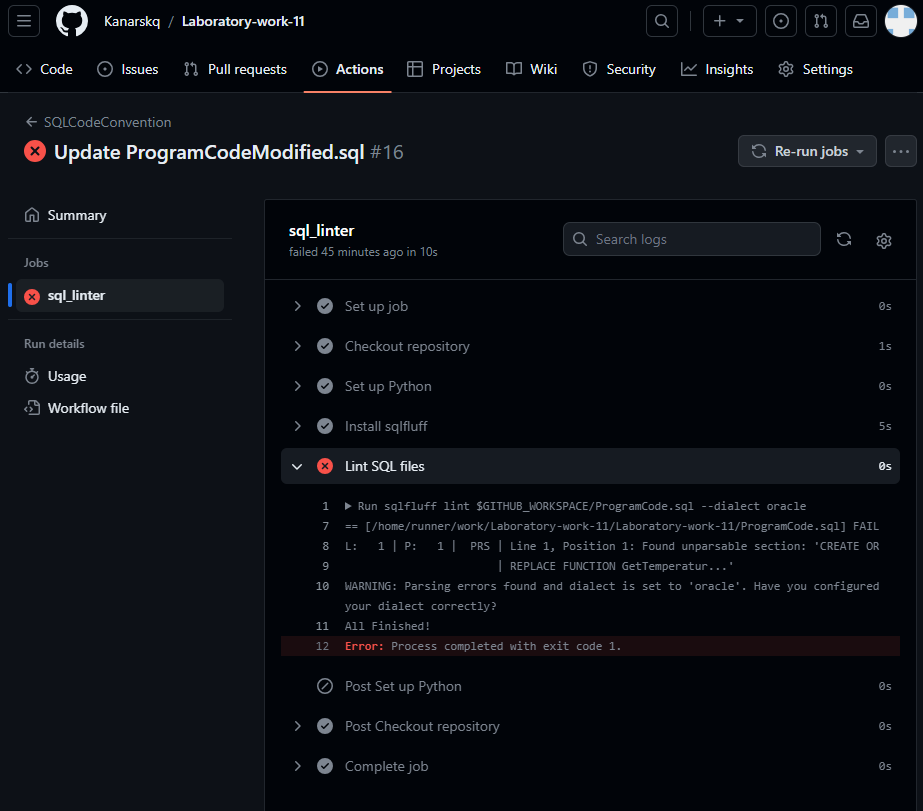 Kanarskq / Laboratory-work-11
Code Issues Pull requests Actions Projects Wiki Security Insights Settings
SQLCodeConvention
Update ProgramCodeModified.sql #16
Re-run jobs
Summary
Jobs
sql_linter
Run details
Usage
Workflow file
sql_linter
failed 45 minutes ago in 10s
Search logs
Set up job 0s
Checkout repository 1s
Set up Python 0s
Install sqlfluff 5s
Lint SQL files 0s
1 Run sqlfluff lint $GITHUB_WORKSPACE/ProgramCode.sql --dialect oracle
7 == [/home/runner/work/Laboratory-work-11/Laboratory-work-11/ProgramCode.sql] FAIL
8 L: 1 | P: 1 | PRS | Line 1, Position 1: Found unparsable section: 'CREATE OR
9 | REPLACE FUNCTION GetTemperatur...'
10 WARNING: Parsing errors found and dialect is set to 'oracle'. Have you configured
your dialect correctly?
11 All Finished!
12 Error: Process completed with exit code 1.
Post Set up Python 0s
Post Checkout repository 0s
Complete job 0s